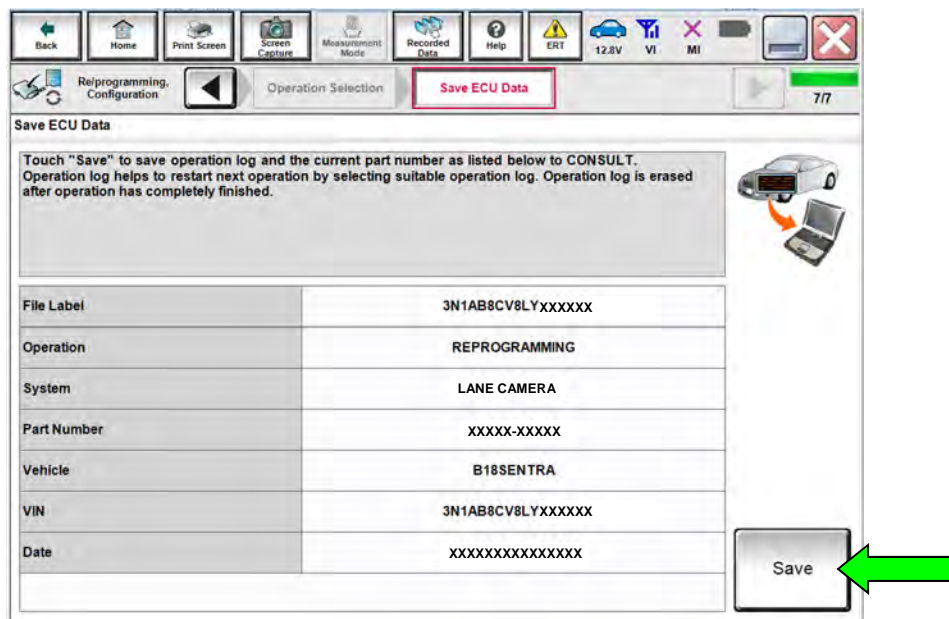 Back
Home
Print Screen
Screen
Capture
Measurement
Mode
Recorded
Data
Help
ERT
12.8V
VI
MI
Re/programming,
Configuration
Operation Selection
Save ECU Data
7/7
Save ECU Data
Touch "Save" to save operation log and the current part number as listed below to CONSULT.
Operation log helps to restart next operation by selecting suitable operation log. Operation log is erased
after operation has completely finished.
File Label 3N1AB8CV8LYXXXXXX
Operation REPROGRAMMING
System LANE CAMERA
Part Number XXXXX-XXXXX
Vehicle B18SENTRA
VIN 3N1AB8CV8LYXXXXXX
Date XXXXXXXXXXXXXXX
Save